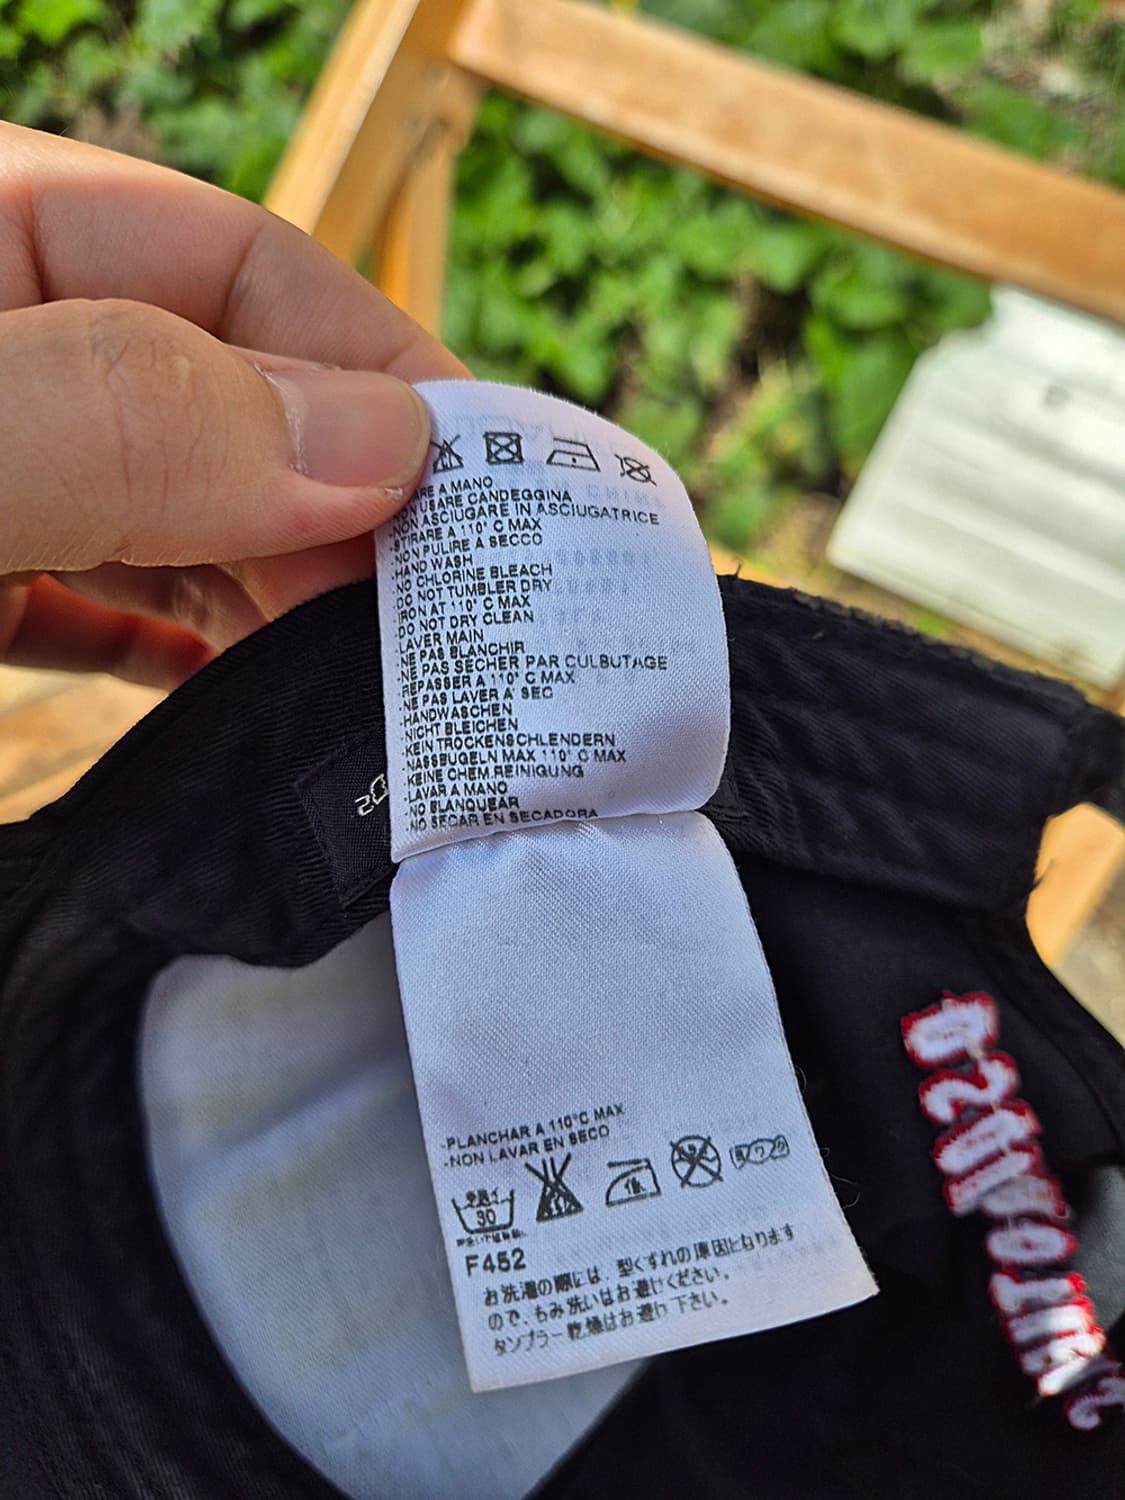 A MANO
NON USARE CANDEGGINA
-NON ASCIUGARE IN ASCIUGATRICE
-STIRARE A 110° C MAX
-NON PULIRE A SECCO
-HAND WASH
-NO CHLORINE BLEACH
-DO NOT TUMBLER DRY
-IRON AT 110° C MAX
-DO NOT DRY CLEAN
-LAVER MAIN
-NE PAS BLANCHIR
-NE PAS SECHER PAR CULBUTAGE
-REPASSER A 110° C MAX
-NE PAS LAVER A' SEC
-HANDWASCHEN
-NICHT BLEICHEN
-KEIN TROCKENSCHLENDERN
-NASSBUGELN MAX 110° C MAX
-KEINE CHEM.REINIGUNG
-LAVAR A MANO
-NO BLANQUEAR
-NO SECAR EN SECADORA
-PLANCHAR A 110°C MAX
-NON LAVAR EN SECO
30
F452
お洗濯の際には、型くずれの原因となります
ので、もみ洗いはお避けください。
タンブラー乾燥はお避け下さい。